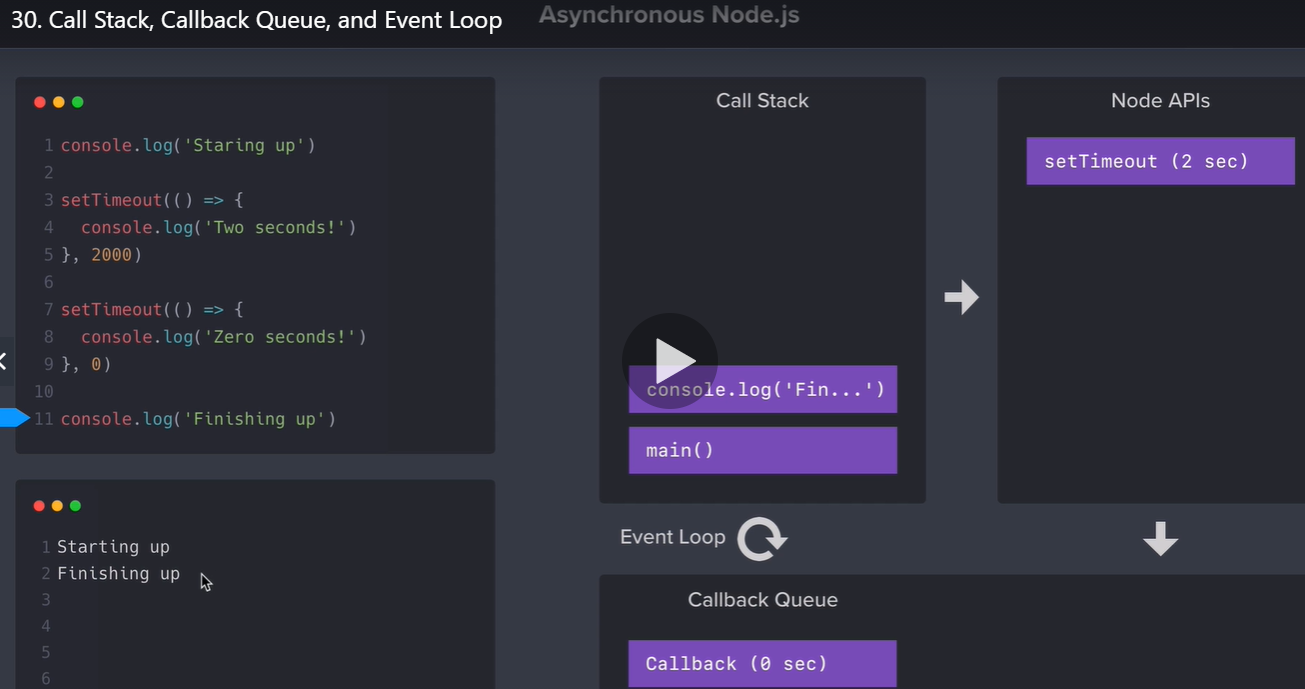 30. Call Stack, Callback Queue, and Event Loop
Asynchronous Node.js
1 console.log('Staring up')
2
3 setTimeout(() => {
4   console.log('Two seconds!')
5 }, 2000)
6
7 setTimeout(() => {
8   console.log('Zero seconds!')
9 }, 0)
10
11 console.log('Finishing up')
1 Starting up
2 Finishing up
3
4
5
6
Call Stack
console.log('Fin...')
main()
Node APIs
setTimeout (2 sec)
Event Loop
Callback Queue
Callback (0 sec)